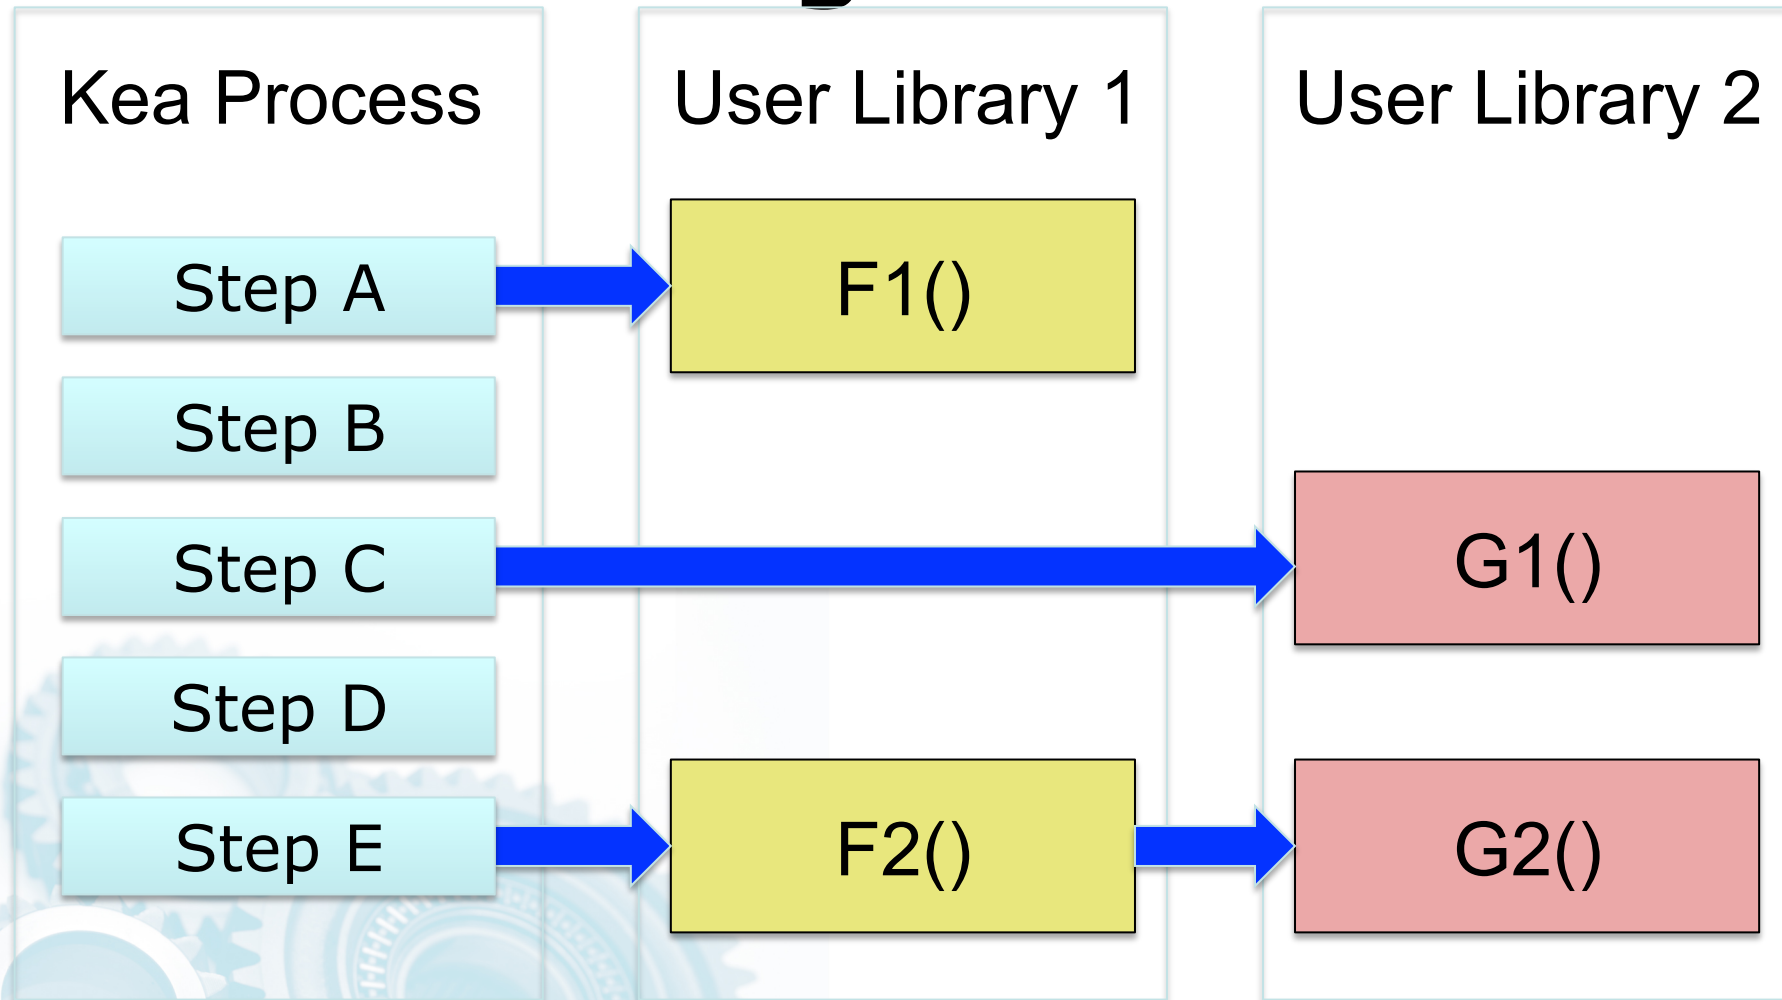 Kea Process
User Library 1
User Library 2
Step A
F1()
Step B
Step C
G1()
Step D
Step E
F2()
G2()